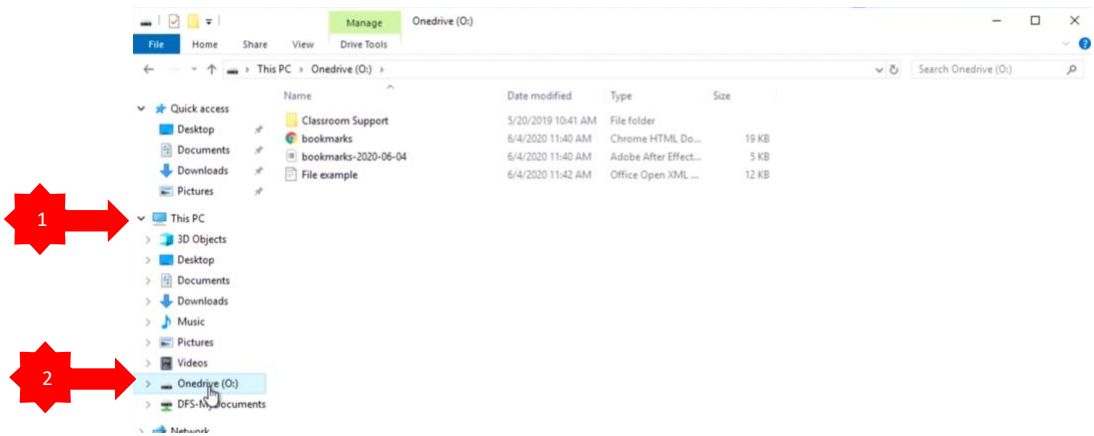 Manage Onedrive (O:)
File Home Share View Drive Tools
This PC › Onedrive (O:) ›
Search Onedrive (O:)
Name Date modified Type Size
Classroom Support 5/20/2019 10:41 AM File folder
bookmarks 6/4/2020 11:40 AM Chrome HTML Do... 19 KB
bookmarks-2020-06-04 6/4/2020 11:40 AM Adobe After Effect... 5 KB
File example 6/4/2020 11:42 AM Office Open XML ... 12 KB
Quick access
Desktop
Documents
Downloads
Pictures
1
This PC
3D Objects
Desktop
Documents
Downloads
Music
Pictures
Videos
2
Onedrive (O:)
DFS-MyDocuments
Network